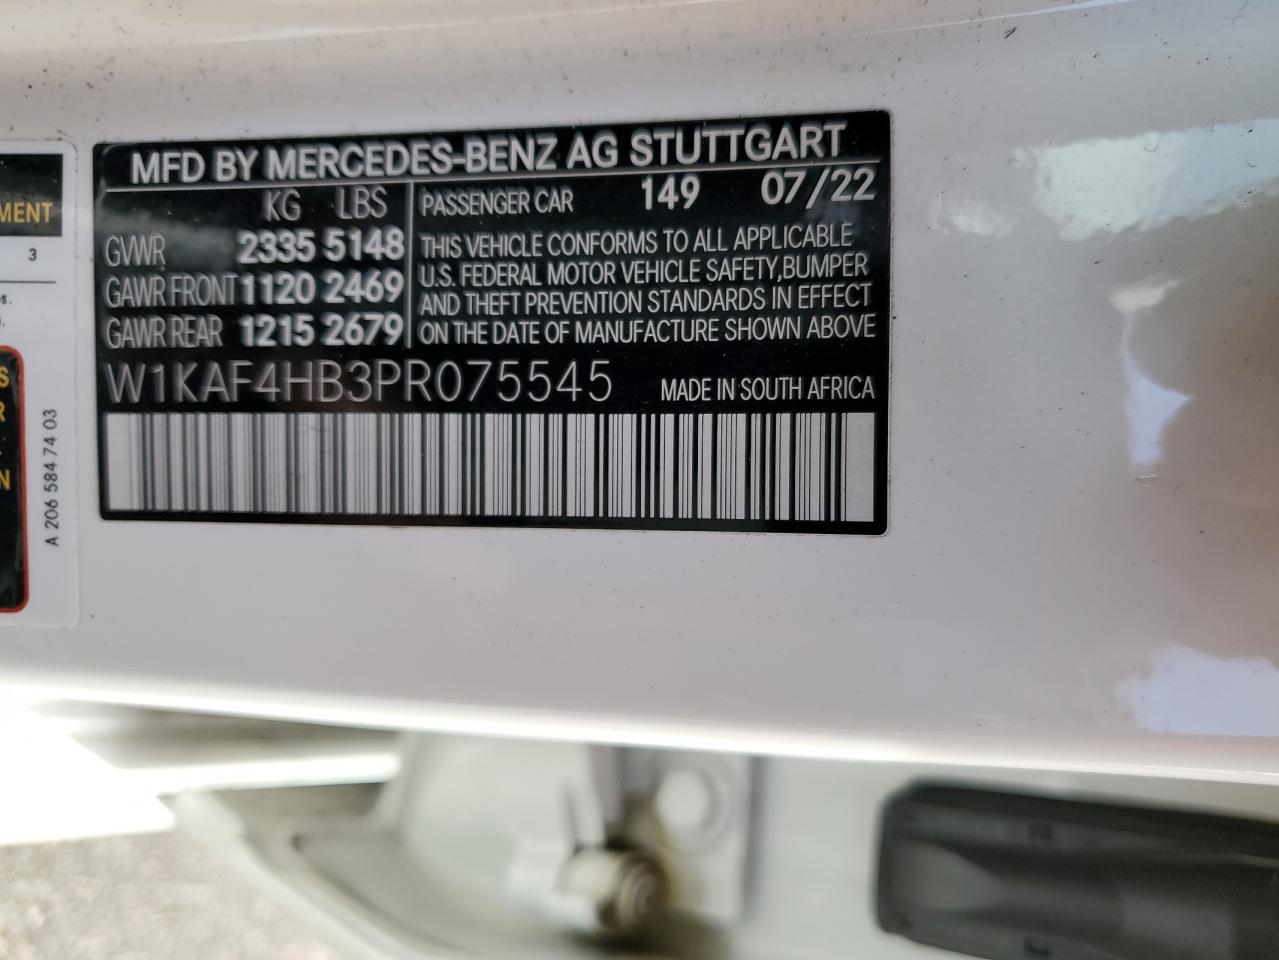 MFD BY MERCEDES-BENZ AG STUTTGART
KG LBS
GVWR 2335 5148
GAWR FRONT 1120 2469
GAWR REAR 1215 2679
PASSENGER CAR 149 07/22
THIS VEHICLE CONFORMS TO ALL APPLICABLE
U.S. FEDERAL MOTOR VEHICLE SAFETY,BUMPER
AND THEFT PREVENTION STANDARDS IN EFFECT
ON THE DATE OF MANUFACTURE SHOWN ABOVE
W1KAF4HB3PR075545 MADE IN SOUTH AFRICA
MENT
3
S
R
N
A 206 584 74 03